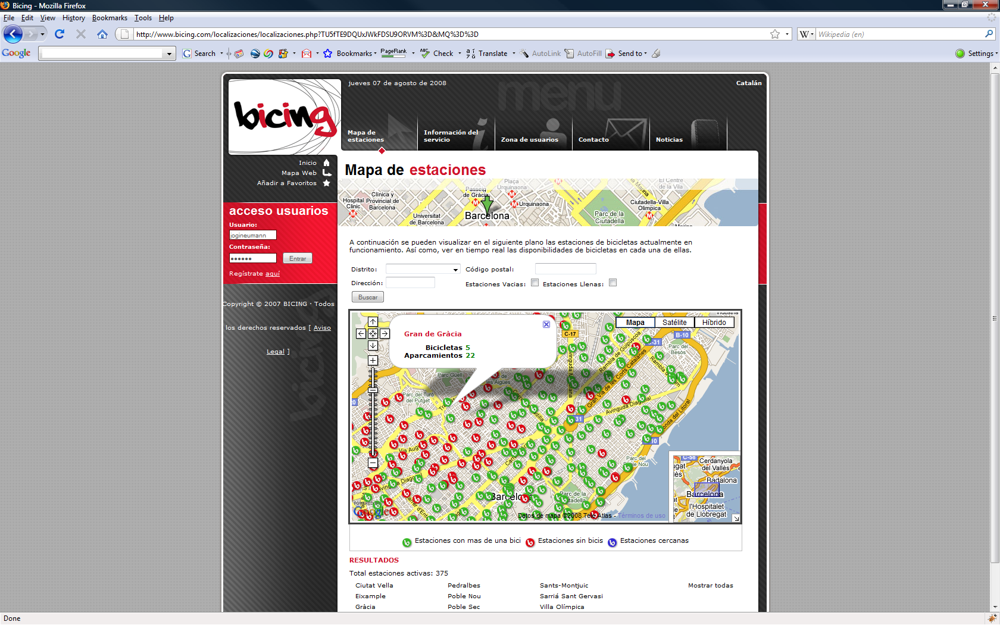 Bicing - Mozilla Firefox
File Edit View History Bookmarks Tools Help
http://www.bicing.com/localizaciones/localizaciones.php?TU5fTE9DQUxJWkFDSU9ORVM%3D&MQ%3D%3D
W Wikipedia (en)
Google G Search Bookmarks PageRank Check Translate AutoLink AutoFill Send to Settings
jueves 07 de agosto de 2008
Catalán
menu
bicing
Mapa de estaciones
Información del servicio
Zona de usuarios
Contacto
Noticias
Inicio
Mapa Web
Añadir a Favoritos
acceso usuarios
Usuario:
jogineumann
Contraseña:
Entrar
Regístrate aquí
Copyright © 2007 BICING · Todos
los derechos reservados [ Aviso
Legal ]
Mapa de estaciones
Plaça Urquinaona
El Centre de la Vila
Passeig de Gràcia
Clínica y Provincial de Barcelona
Hospital Clínic
Urquinaona
Ciutadella-Vila Olímpica
Universitat de Barcelona
Barcelona
Parc de la Ciutadella
Marina
A continuación se pueden visualizar en el siguiente plano las estaciones de bicicletas actualmente en
funcionamiento. Así como, ver en tiempo real las disponibilidades de bicicletas en cada una de ellas.
Distrito: Código postal:
Dirección: Estaciones Vacias: Estaciones Llenas:
Buscar
Gran de Gràcia
Bicicletas 5
Aparcamientos 22
Mapa Satélite Híbrido
C-17
B-10
Parc del Besòs
Rambla de Guipúscoa
Gran Via de les Corts Catalanes
Parc Güell
Parc del Turó del Putget
Avinguda Diagonal
Ronda del Litoral
31
10
Via Augusta
Parc del Poble Nou
Avinguda Diagonal
Barcelona
Parc de la Ciutadella
POWERED BY
Google
Datos de mapa ©2008 Tele Atlas - Términos de uso
C-58
Cerdanyola del Vallès
Badalona
Barcelona
l'Hospitalet de Llobregat
Estaciones con mas de una bici Estaciones sin bicis Estaciones cercanas
RESULTADOS
Total estaciones activas: 375
Ciutat Vella Pedralbes Sants-Montjuic Mostrar todas
Eixample Poble Nou Sarriá Sant Gervasi
Gràcia Poble Sec Villa Olímpica
Done